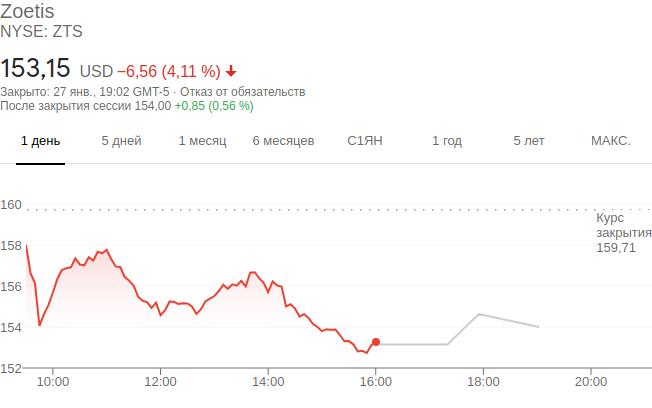 Zoetis
NYSE: ZTS
153,15 USD −6,56 (4,11 %)
Закрыто: 27 янв., 19:02 GMT-5 · Отказ от обязательств
После закрытия сессии 154,00 +0,85 (0,56 %)
1 день 5 дней 1 месяц 6 месяцев С1ЯН 1 год 5 лет МАКС.
160
Курс
закрытия
159,71
158
156
154
152
10:00 12:00 14:00 16:00 18:00 20:00